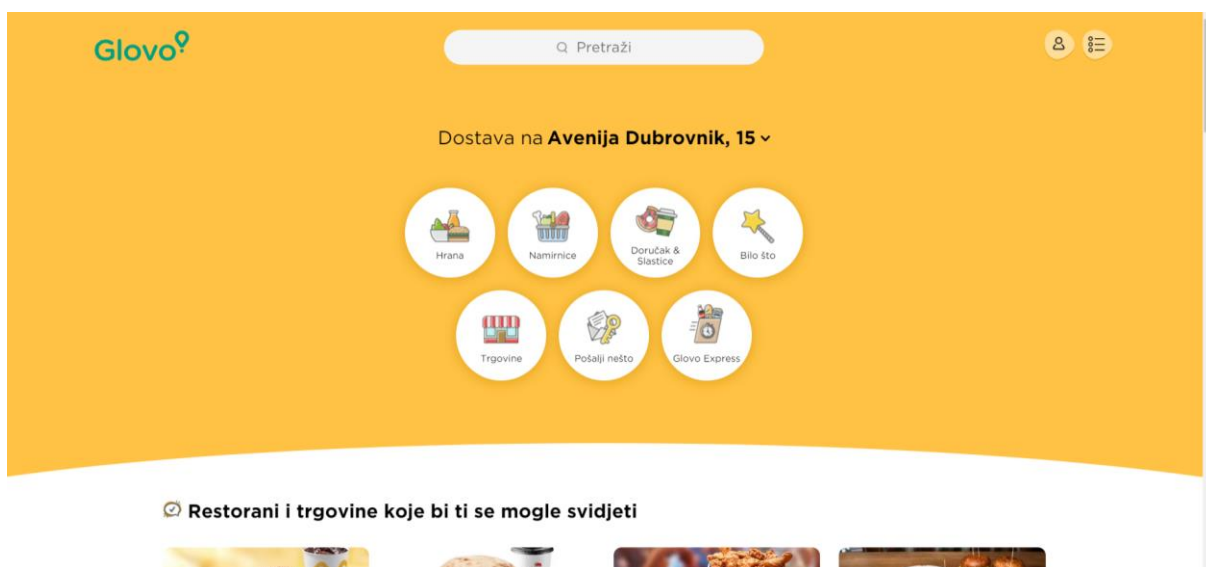 Glovo
Pretraži
Dostava na Avenija Dubrovnik, 15
Hrana
Namirnice
Doručak &
Slastice
Bilo što
Trgovine
Pošalji nešto
Glovo Express
Restorani i trgovine koje bi ti se mogle svidjeti